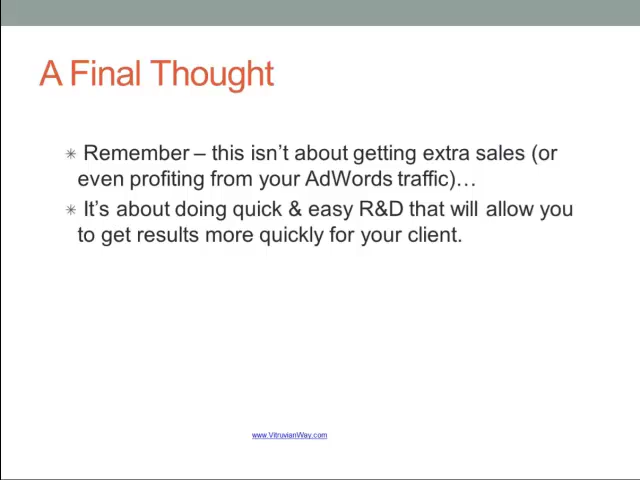 A Final Thought
✳ Remember – this isn’t about getting extra sales (or
even profiting from your AdWords traffic)…
✳ It’s about doing quick & easy R&D that will allow you
to get results more quickly for your client.
www.VitruvianWay.com